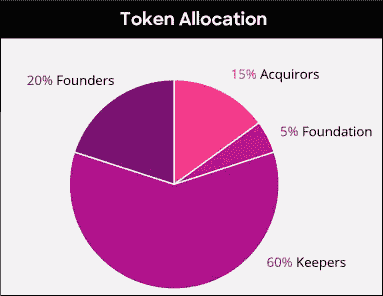 Token Allocation
15% Acquirors
20% Founders
5% Foundation
60% Keepers